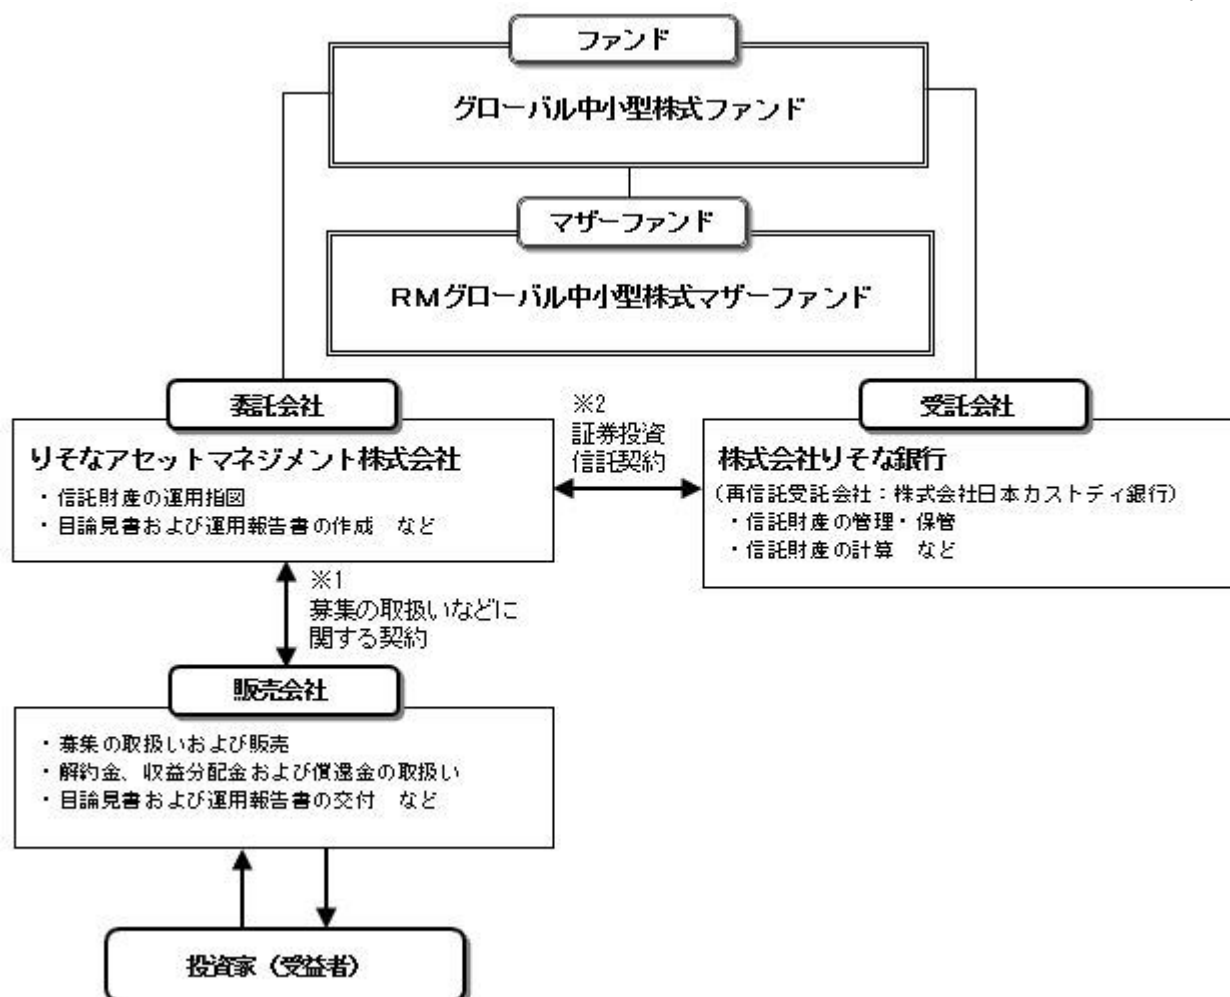 ファンド
グローバル中小型株式ファンド
マザーファンド
RMグローバル中小型株式マザーファンド
委託会社
りそなアセットマネジメント株式会社
・信託財産の運用指図
・目論見書および運用報告書の作成 など
※2
証券投資
信託契約
受託会社
株式会社りそな銀行
(再信託受託会社：株式会社日本カストディ銀行)
・信託財産の管理・保管
・信託財産の計算 など
※1
募集の取扱いなどに
関する契約
販売会社
・募集の取扱いおよび販売
・解約金、収益分配金および償還金の取扱い
・目論見書および運用報告書の交付 など
投資家（受益者）